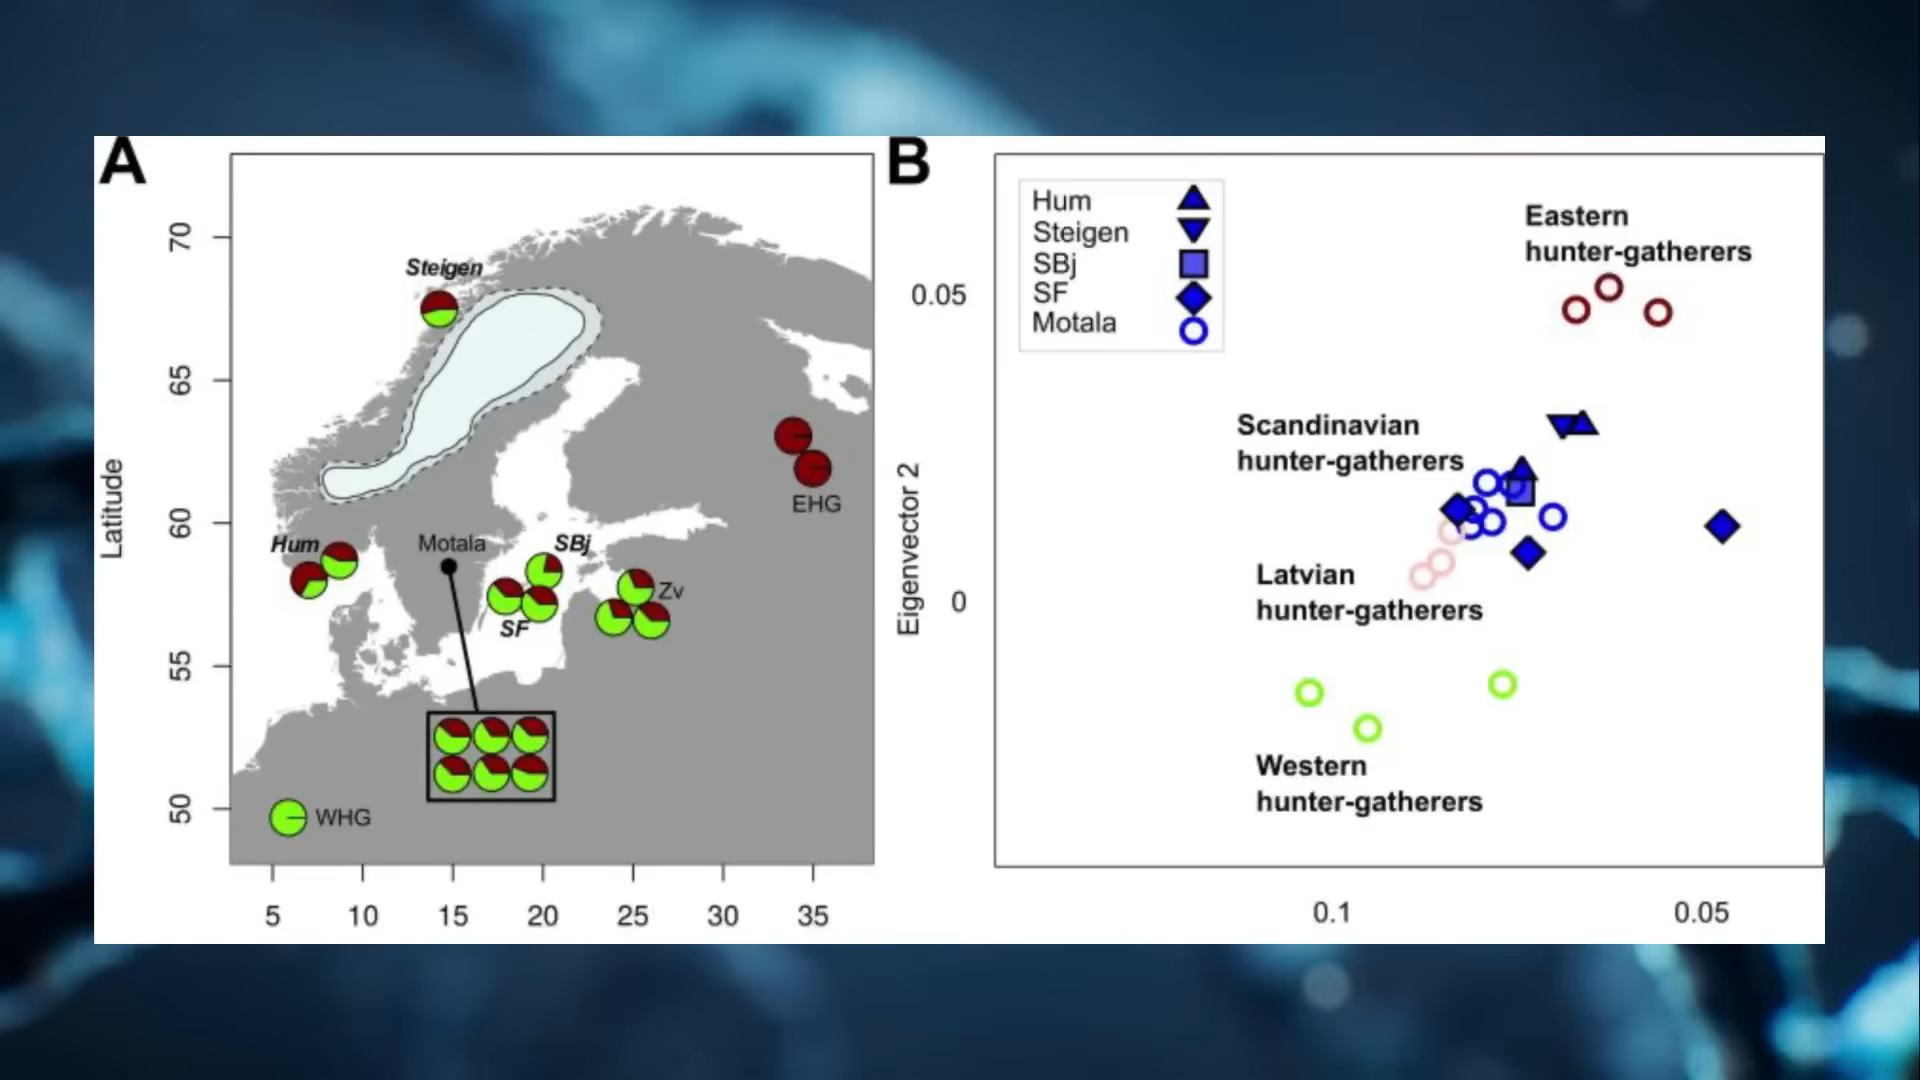 A
Latitude
70
65
60
55
50
5
10
15
20
25
30
35
Steigen
Hum
Motala
SBj
SF
Zv
EHG
WHG
B
Eigenvector 2
0.05
0
0.1
0.05
Hum
Steigen
SBj
SF
Motala
Eastern
hunter-gatherers
Scandinavian
hunter-gatherers
Latvian
hunter-gatherers
Western
hunter-gatherers